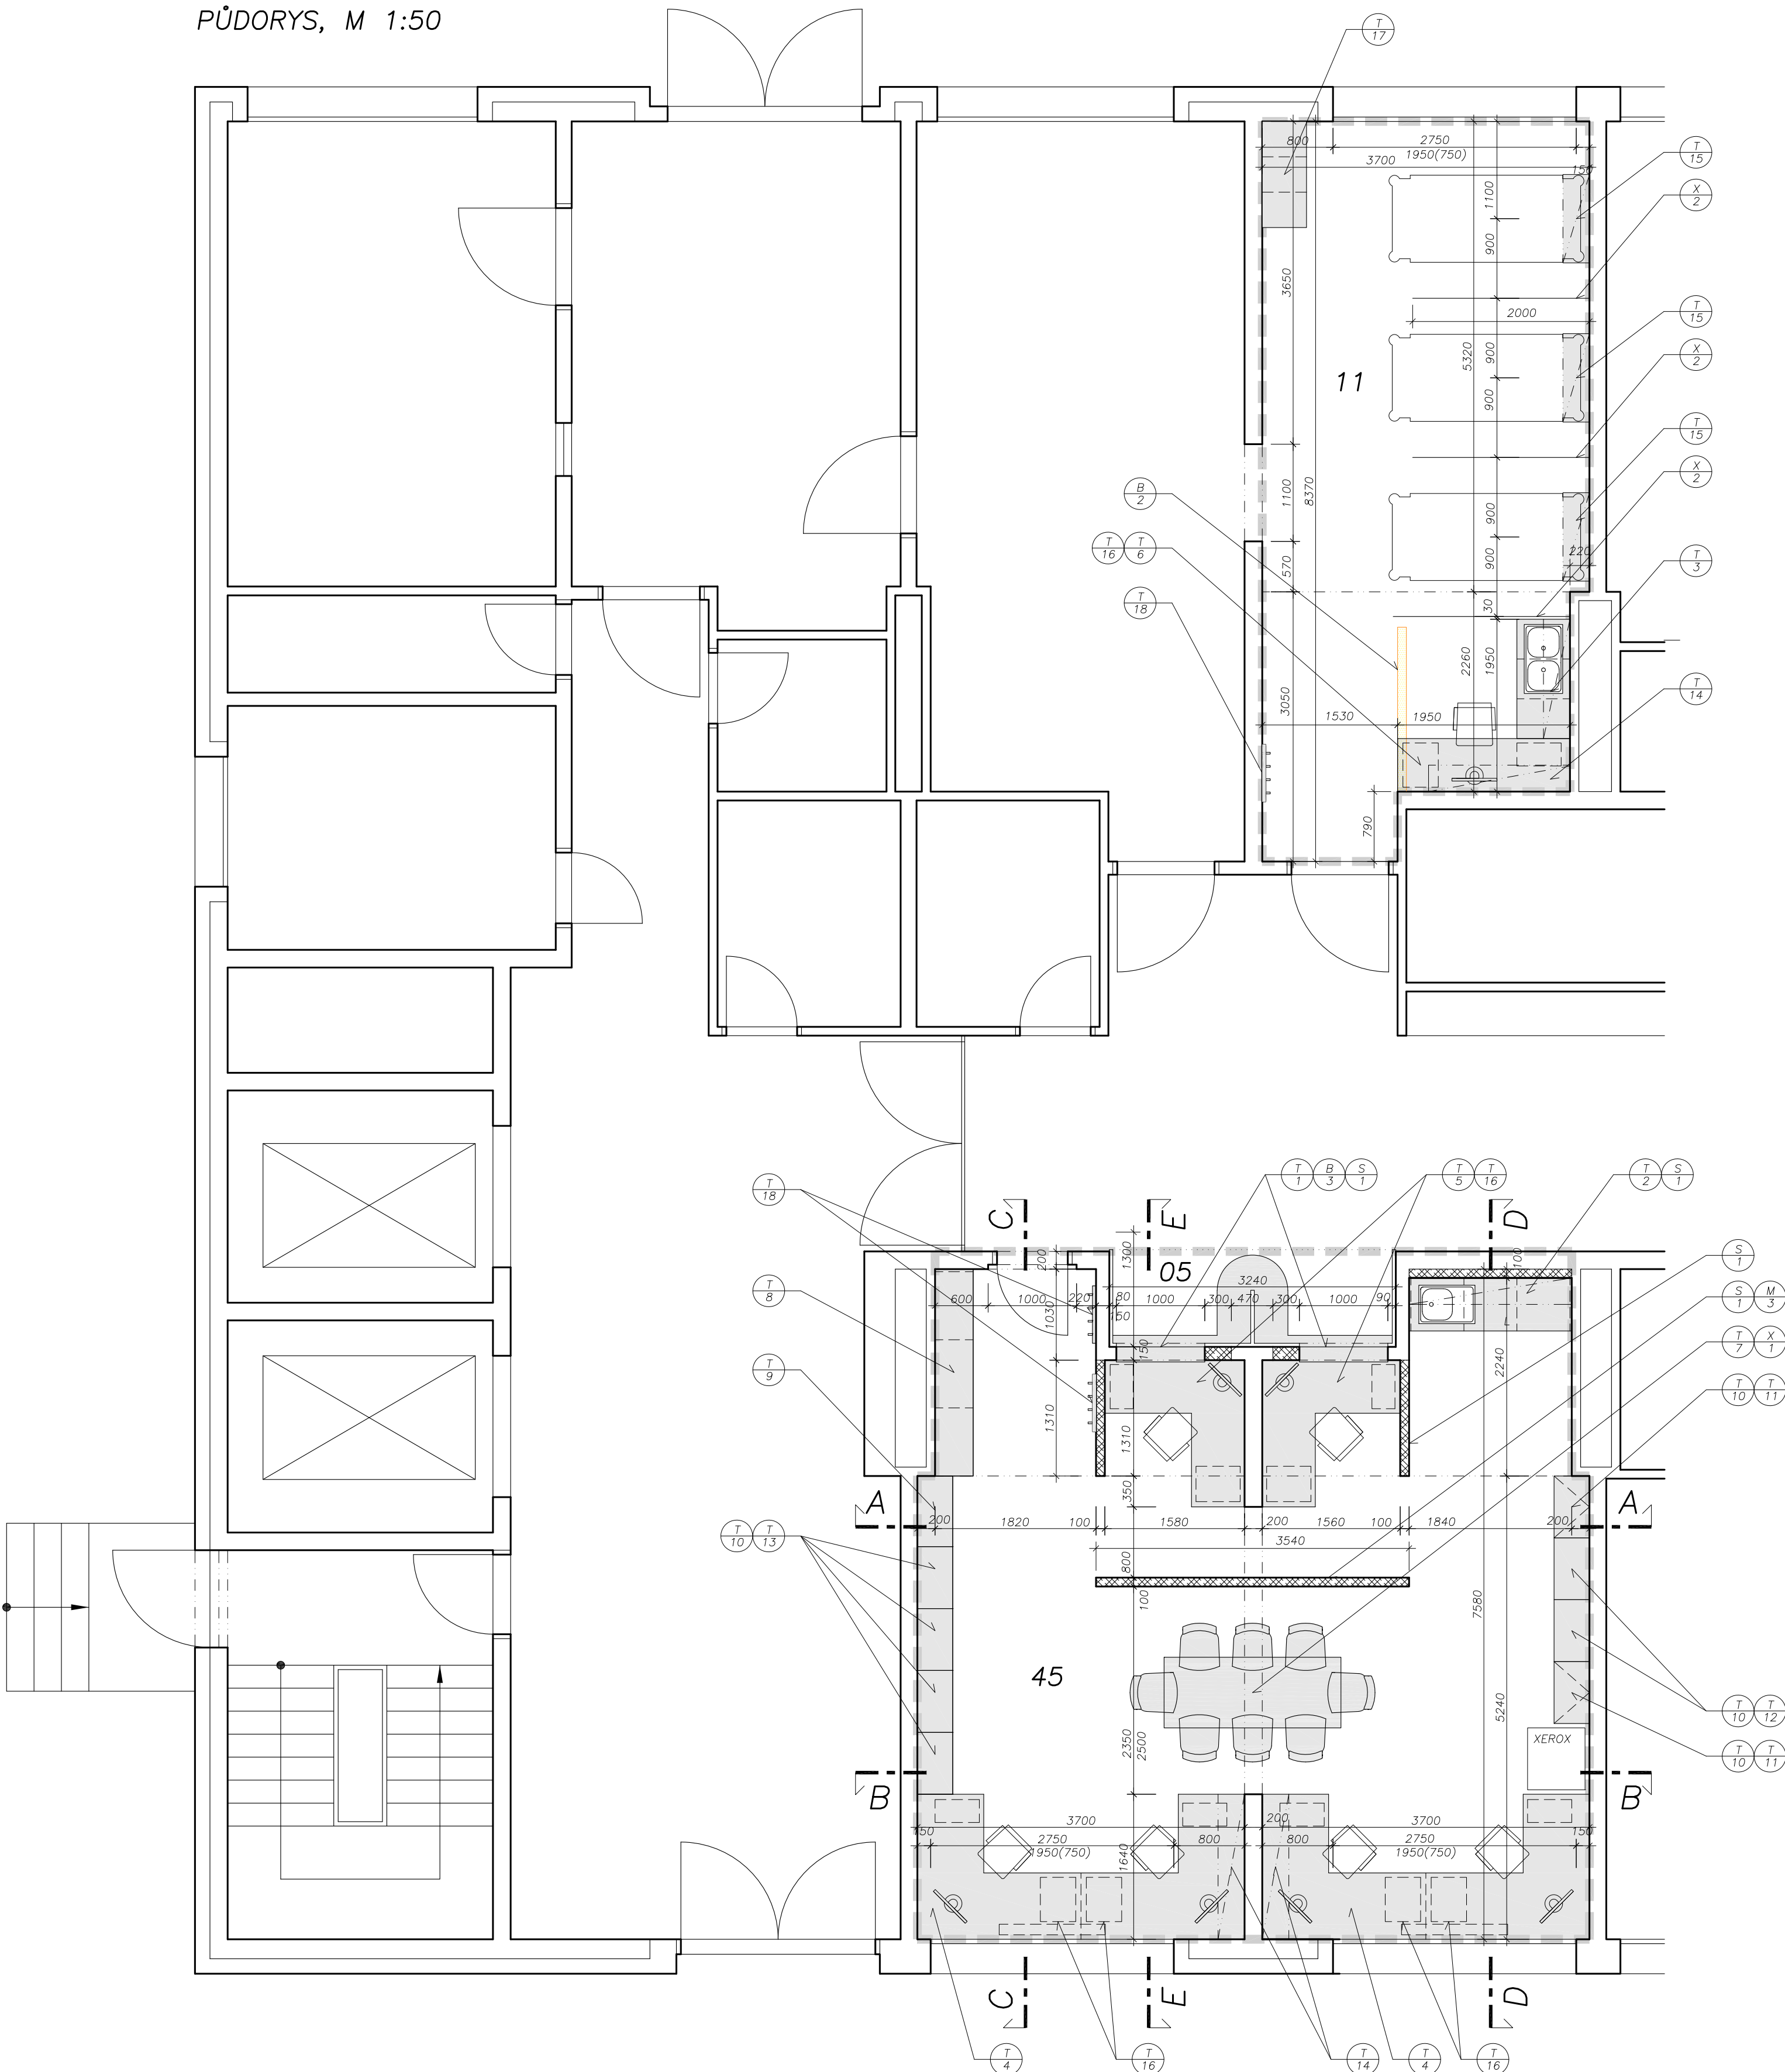 PŮDORYS, M 1:50
T 17
800
2750
1950(750)
3700
150
T 15
X 2
1100
900
3650
2000
T 15
5320
900
X 2
11
900
T 15
B 2
1100
8370
900
X 2
T 16
T 6
570
900
220
T 3
T 18
30
2260
1950
3050
T 14
1530
1950
790
T 18
T 1
B 3
S 1
T 5
T 16
T 2
S 1
C
E
D
1300
200
05
100
S 1
T 8
3240
600
1000
220
80
1000
300
470
300
1000
90
150
1030
S 1
M 3
150
T 7
X 1
2240
T 9
T 10
T 11
1310
1310
350
A
A
200
1820
100
1580
200
1560
100
1840
200
T 10
T 13
3540
800
100
7580
45
5240
T 10
T 12
2350
2500
XEROX
T 10
T 11
B
B
3700
200
3700
150
2750
800
800
2750
150
1950(750)
1950(750)
1640
C
E
D
T 4
T 16
T 14
T 4
T 16